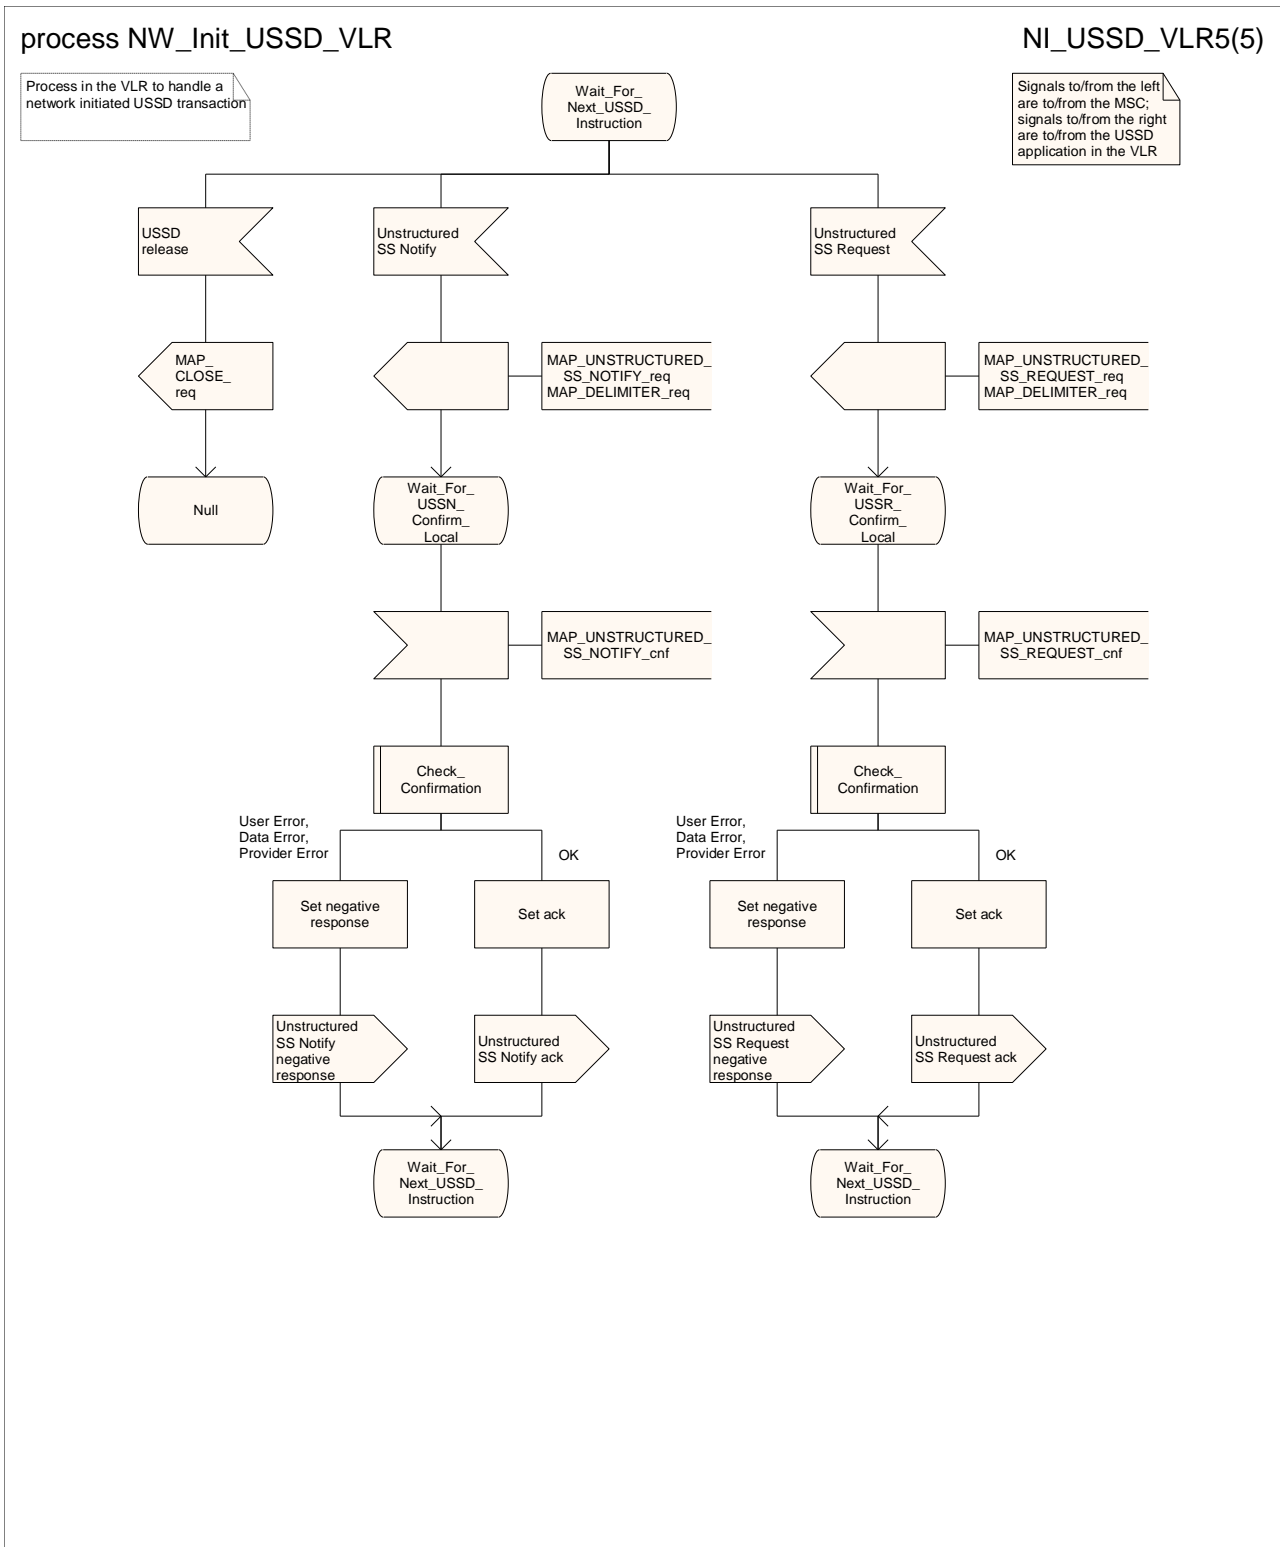 process NW_Init_USSD_VLR
NI_USSD_VLR5(5)
Process in the VLR to handle a
network initiated USSD transaction
Wait_For_
Next_USSD_
Instruction
Signals to/from the left
are to/from the MSC;
signals to/from the right
are to/from the USSD
application in the VLR
USSD
release
Unstructured
SS Notify
Unstructured
SS Request
MAP_
CLOSE_
req
MAP_UNSTRUCTURED_
SS_NOTIFY_req
MAP_DELIMITER_req
MAP_UNSTRUCTURED_
SS_REQUEST_req
MAP_DELIMITER_req
Null
Wait_For_
USSN_
Confirm_
Local
Wait_For_
USSR_
Confirm_
Local
MAP_UNSTRUCTURED_
SS_NOTIFY_cnf
MAP_UNSTRUCTURED_
SS_REQUEST_cnf
Check_
Confirmation
Check_
Confirmation
User Error,
Data Error,
Provider Error
OK
User Error,
Data Error,
Provider Error
OK
Set negative
response
Set ack
Set negative
response
Set ack
Unstructured
SS Notify
negative
response
Unstructured
SS Notify ack
Unstructured
SS Request
negative
response
Unstructured
SS Request ack
Wait_For_
Next_USSD_
Instruction
Wait_For_
Next_USSD_
Instruction